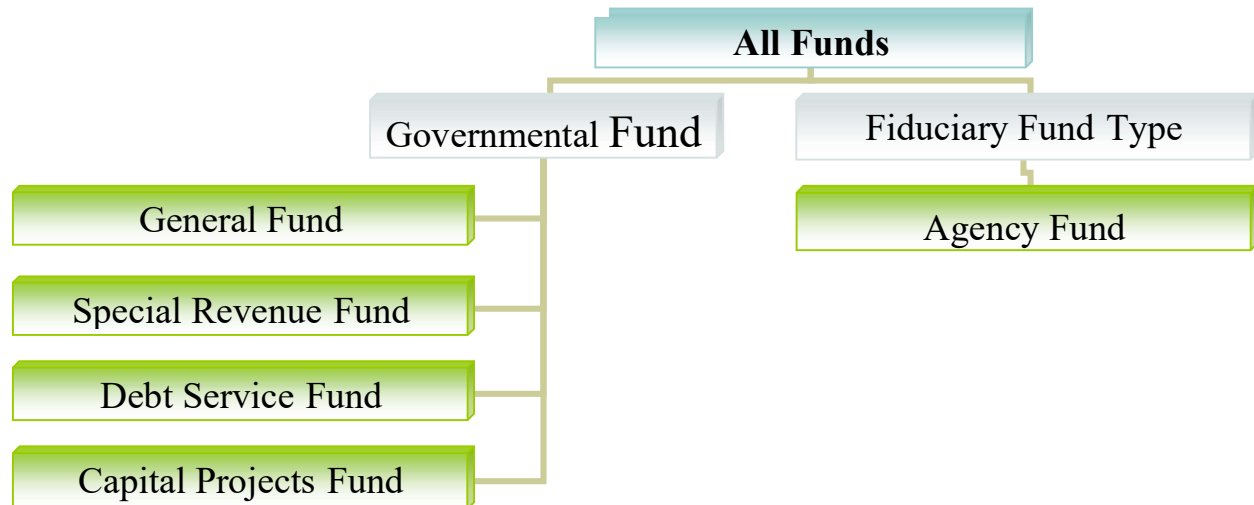 All Funds
Governmental Fund
Fiduciary Fund Type
General Fund
Agency Fund
Special Revenue Fund
Debt Service Fund
Capital Projects Fund